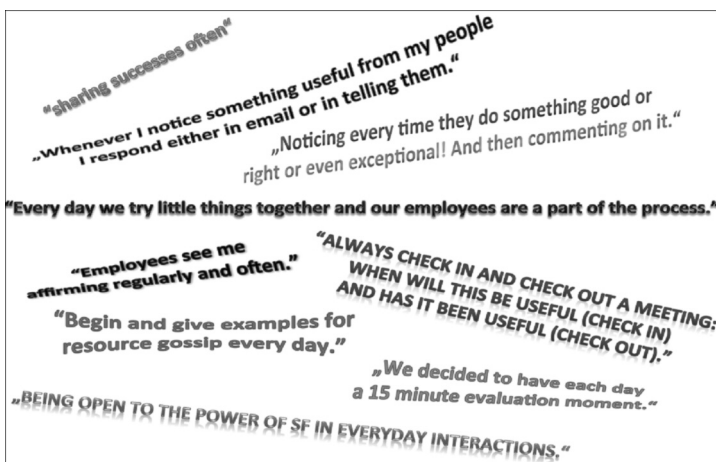 “sharing successes often“
„Whenever I notice something useful from my people
I respond either in email or in telling them.“
„Noticing every time they do something good or
right or even exceptional! And then commenting on it.“
“Every day we try little things together and our employees are a part of the process.”
“Employees see me
affirming regularly and often.”
“ALWAYS CHECK IN AND CHECK OUT A MEETING:
WHEN WILL THIS BE USEFUL (CHECK IN)
AND HAS IT BEEN USEFUL (CHECK OUT).”
“Begin and give examples for
resource gossip every day.”
„We decided to have each day
a 15 minute evaluation moment.“
„BEING OPEN TO THE POWER OF SF IN EVERYDAY INTERACTIONS.“